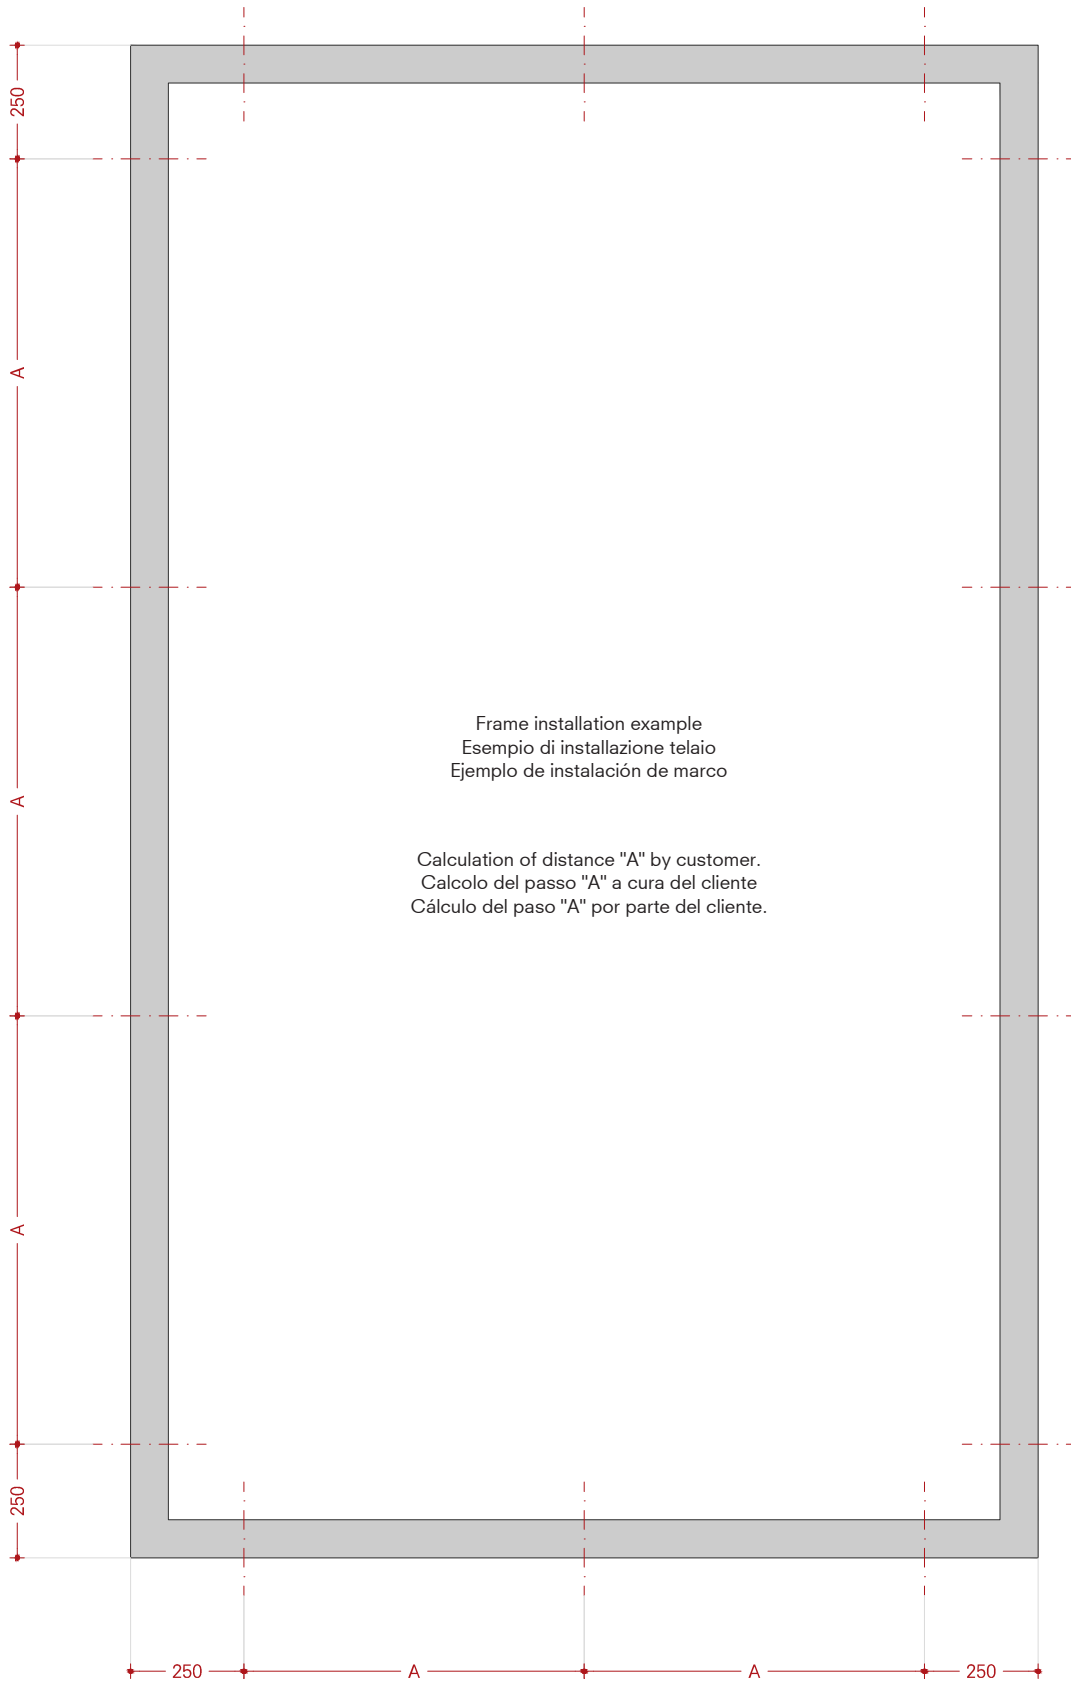 250
A
A
A
250
Frame installation example
Esempio di installazione telaio
Ejemplo de instalación de marco
Calculation of distance "A" by customer.
Calcolo del passo "A" a cura del cliente
Cálculo del paso "A" por parte del cliente.
250
A
A
250